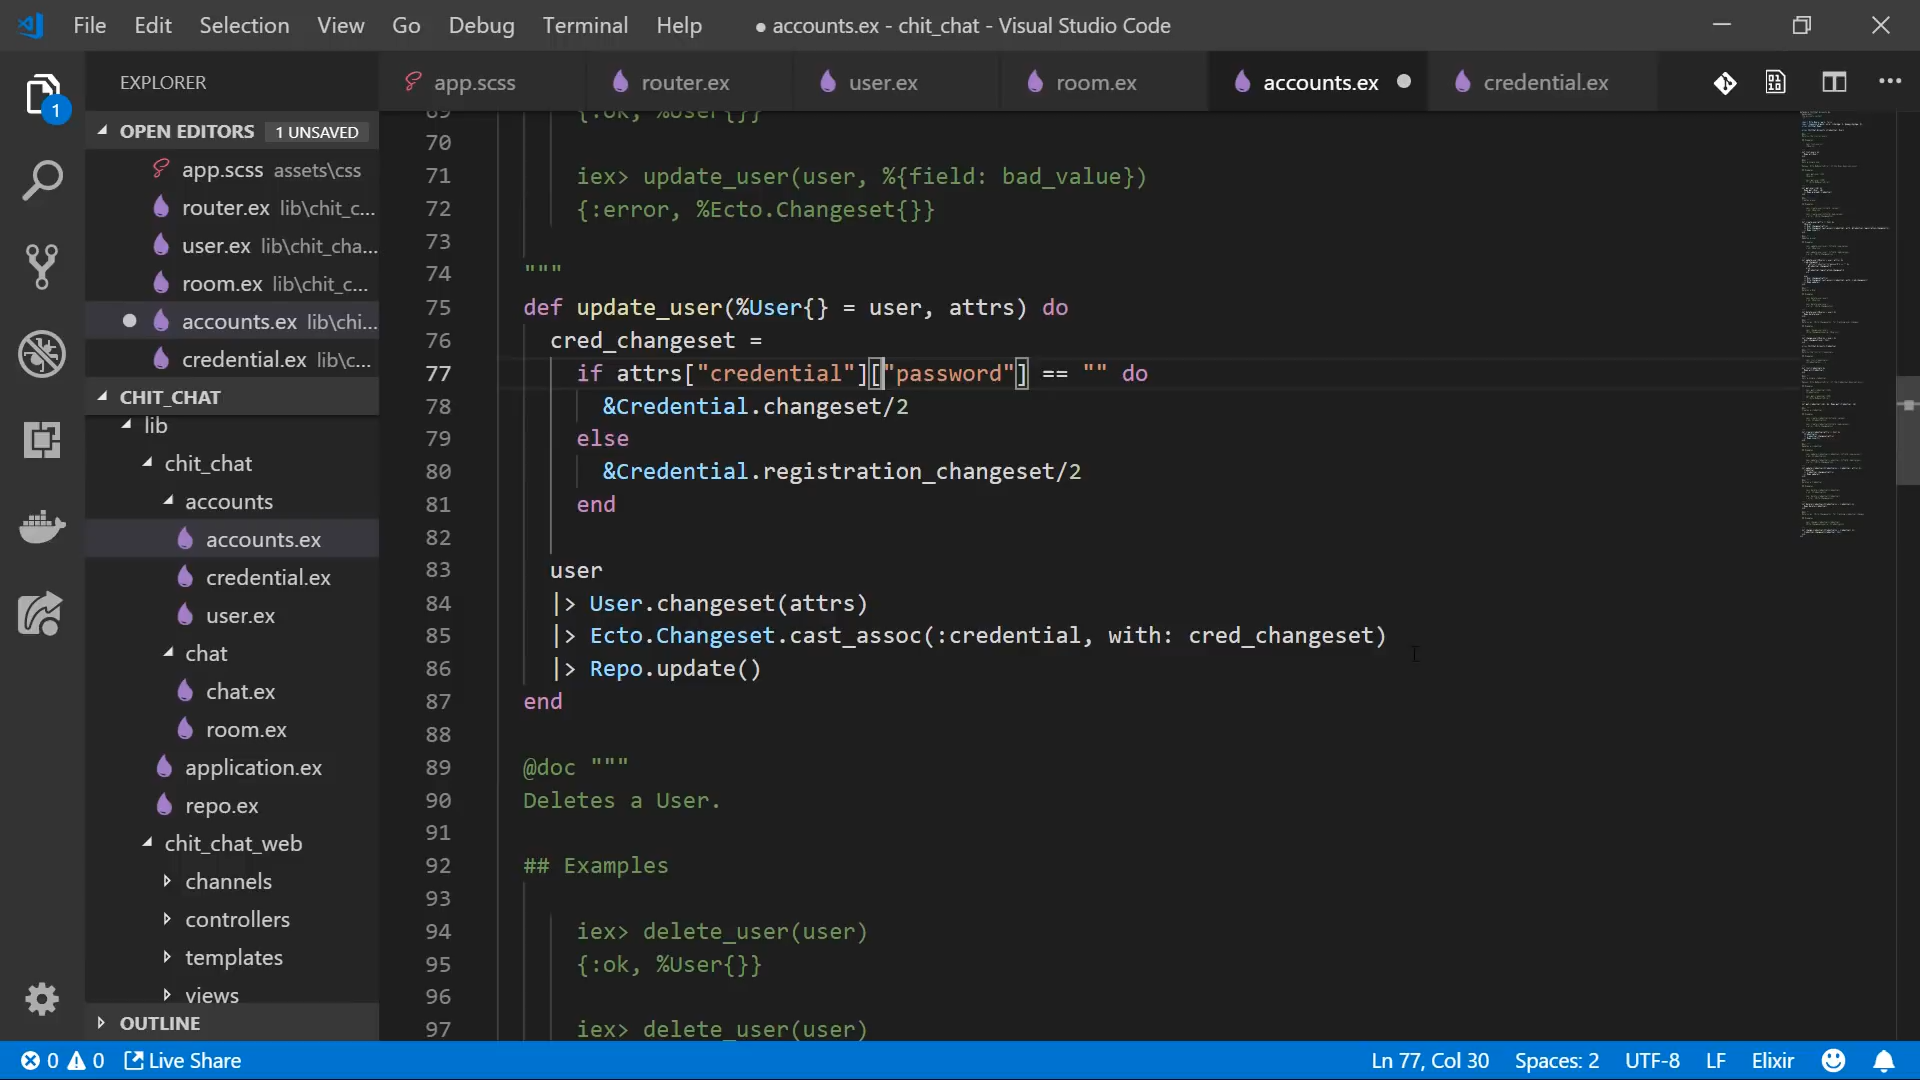 File Edit Selection View Go Debug Terminal Help ● accounts.ex - chit_chat - Visual Studio Code
EXPLORER
app.scss router.ex user.ex room.ex accounts.ex credential.ex
1
OPEN EDITORS 1 UNSAVED
app.scss assets\css
router.ex lib\chit_c...
user.ex lib\chit_cha...
room.ex lib\chit_c...
accounts.ex lib\chi...
credential.ex lib\c...
CHIT_CHAT
lib
chit_chat
accounts
accounts.ex
credential.ex
user.ex
chat
chat.ex
room.ex
application.ex
repo.ex
chit_chat_web
channels
controllers
templates
views
OUTLINE
69 {:ok, %User{}}
70
71 iex> update_user(user, %{field: bad_value})
72 {:error, %Ecto.Changeset{}}
73
74 """
75 def update_user(%User{} = user, attrs) do
76 cred_changeset =
77 if attrs["credential"]["password"] == "" do
78 &Credential.changeset/2
79 else
80 &Credential.registration_changeset/2
81 end
82
83 user
84 |> User.changeset(attrs)
85 |> Ecto.Changeset.cast_assoc(:credential, with: cred_changeset)
86 |> Repo.update()
87 end
88
89 @doc """
90 Deletes a User.
91
92 ## Examples
93
94 iex> delete_user(user)
95 {:ok, %User{}}
96
97 iex> delete_user(user)
0 0 Live Share Ln 77, Col 30 Spaces: 2 UTF-8 LF Elixir